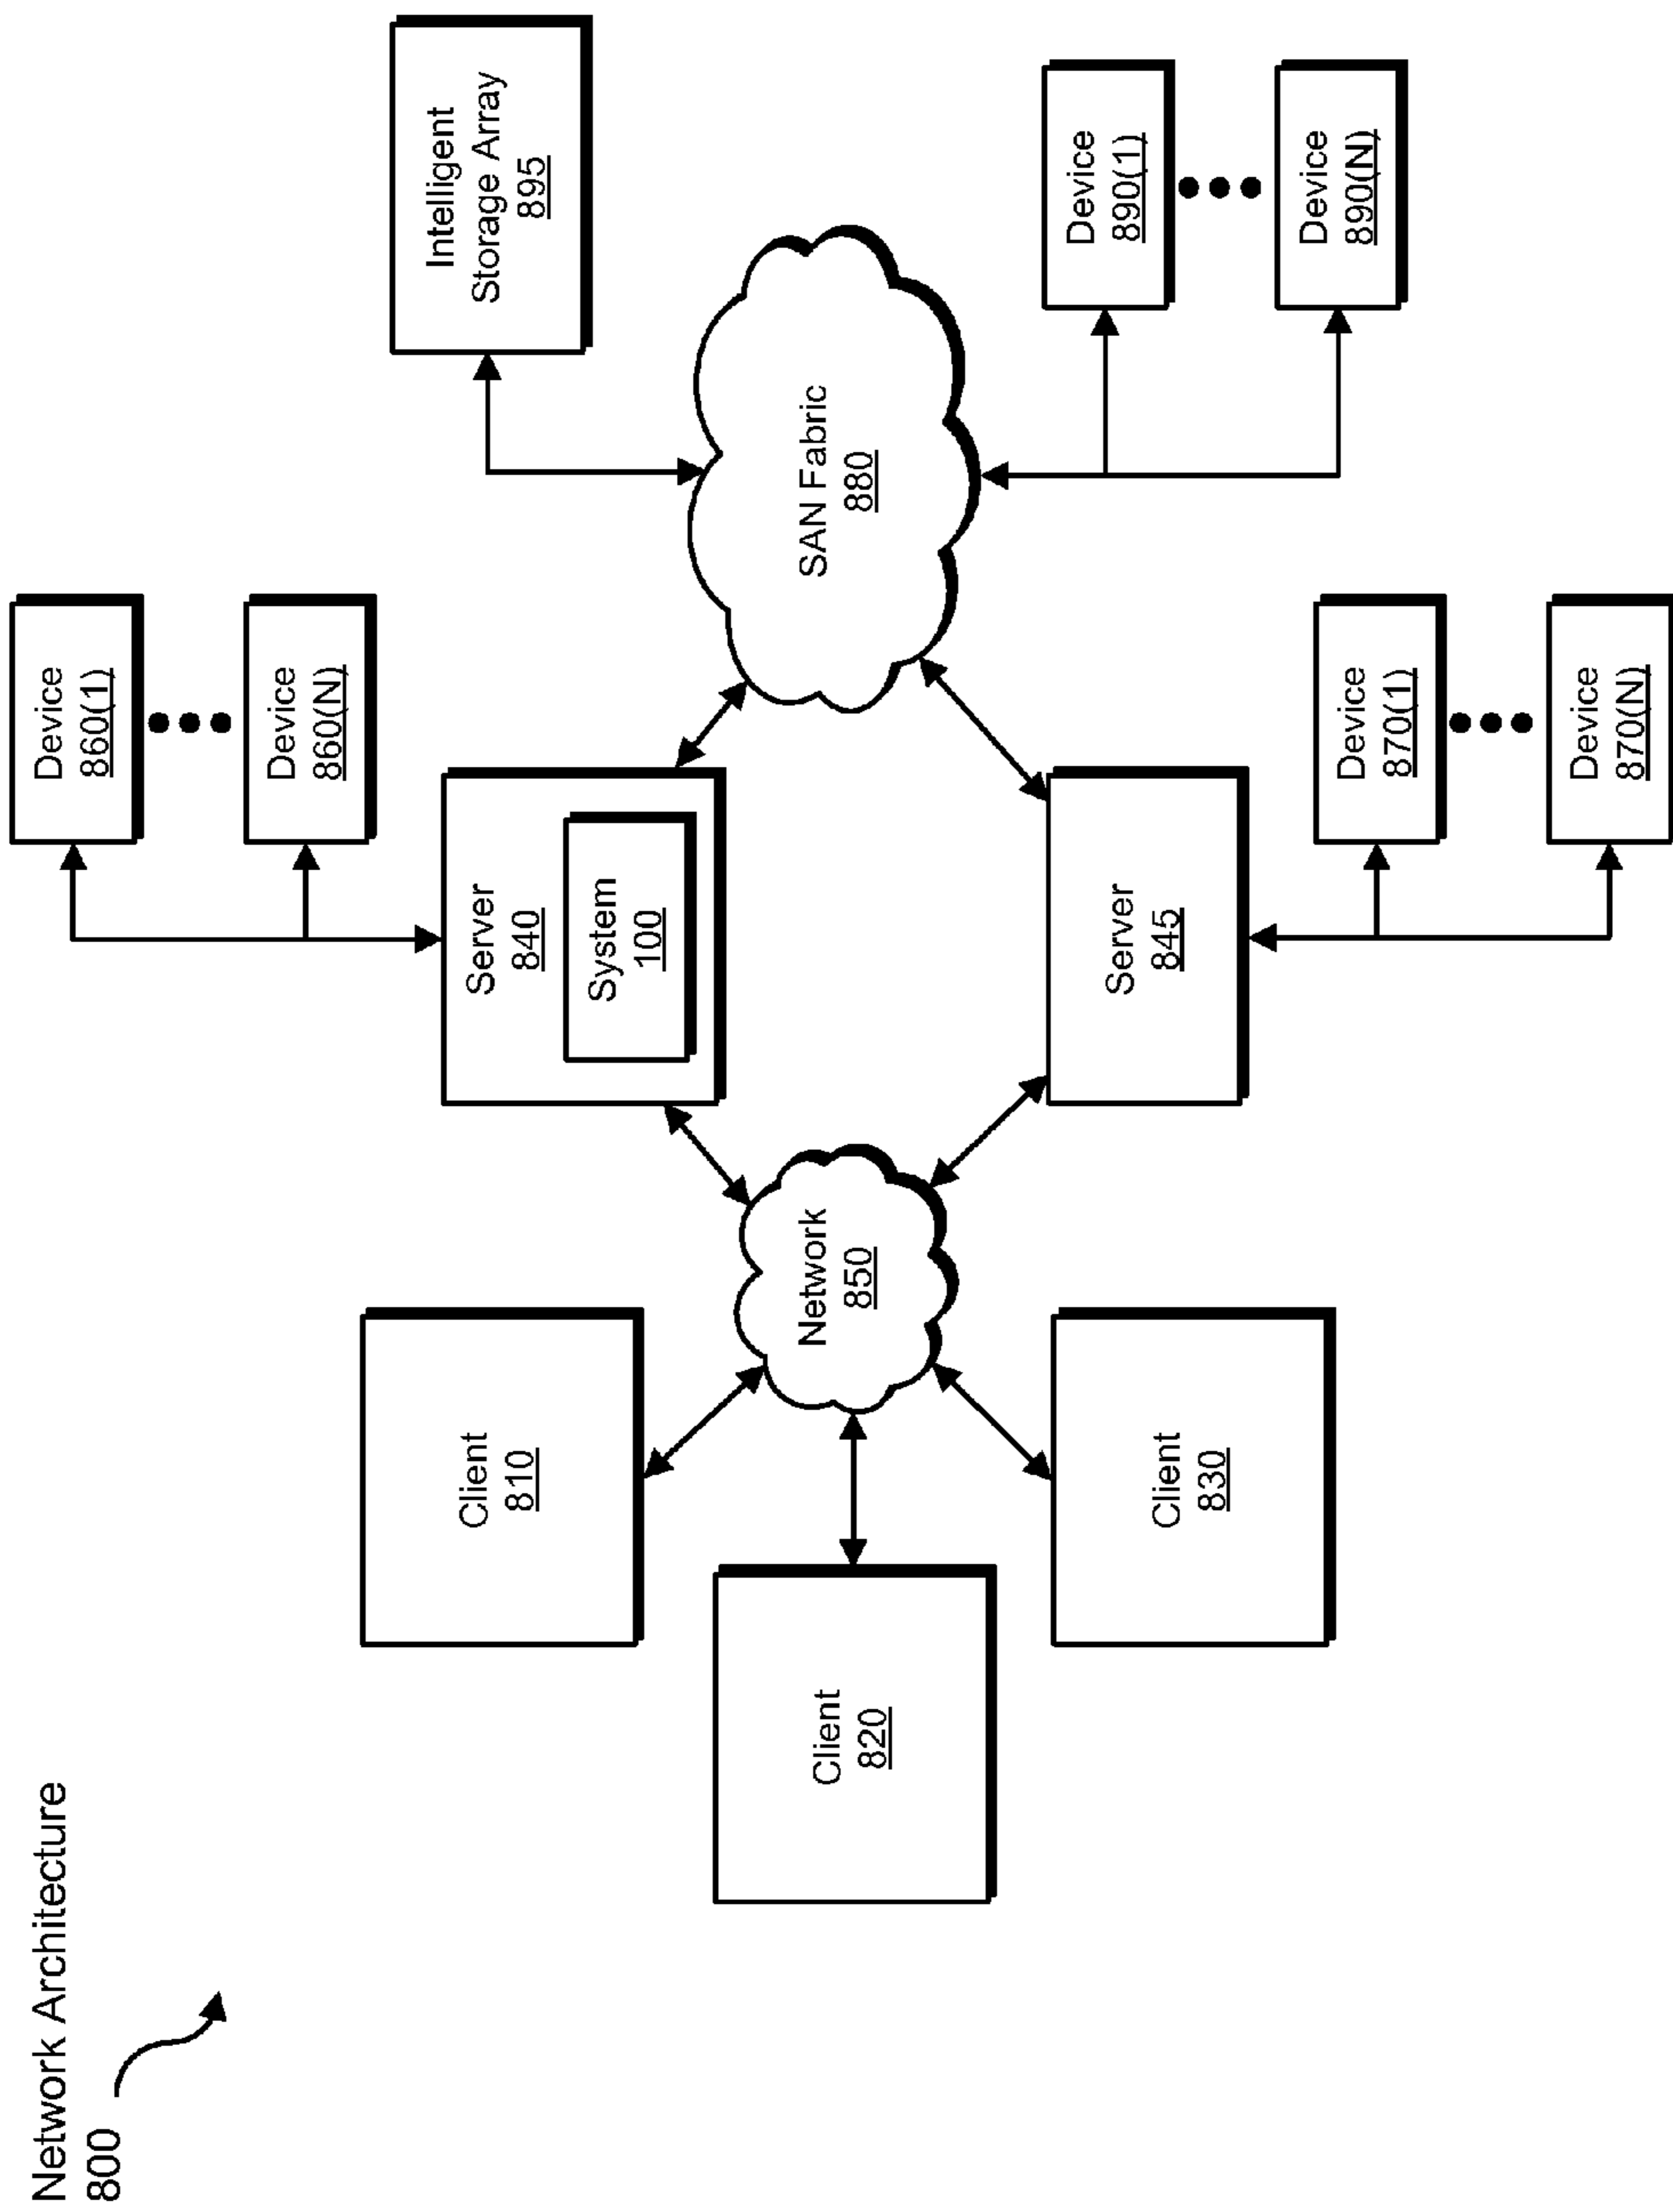 Network Architecture
800
Device
860(1)
Device
860(N)
Server
840
System
100
Intelligent
Storage Array
895
Client
810
Client
820
Client
830
Network
850
SAN Fabric
880
Server
845
Device
890(1)
Device
890(N)
Device
870(1)
Device
870(N)